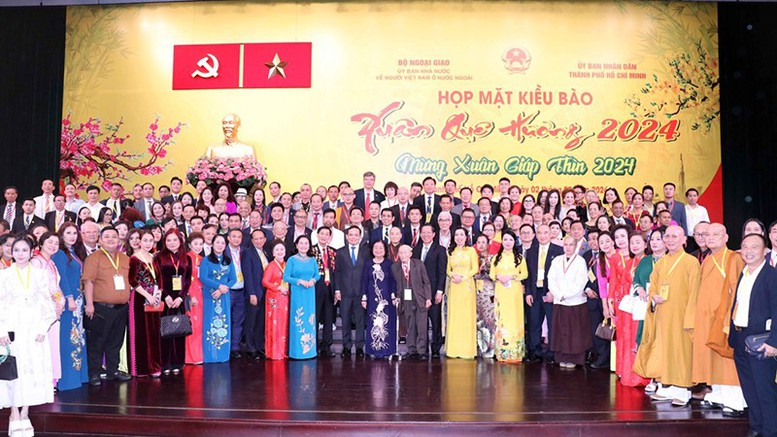 BỘ NGOẠI GIAO
ỦY BAN NHÀ NƯỚC
VỀ NGƯỜI VIỆT NAM Ở NƯỚC NGOÀI
ỦY BAN NHÂN DÂN
THÀNH PHỐ HỒ CHÍ MINH
HỌP MẶT KIỀU BÀO
Xuân Quê Hương 2024
Mừng Xuân Giáp Thìn 2024